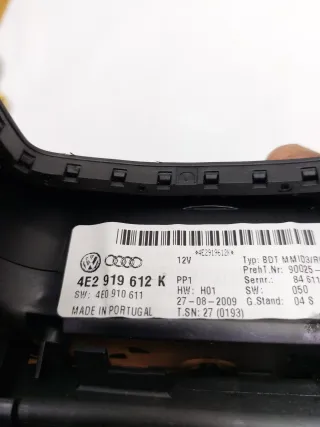 *4E2919612K*
12V
Typ: BDT MMI03/R
4E2 919 612 K
PrehT.Nr: 90025-
SW: 4E0 910 611
PP1
Sernr.: 84 611
HW: H01
SW: 050
MADE IN PORTUGAL
27-08-2009
G.Stand: 04 S
T.SN: 27 (0193)